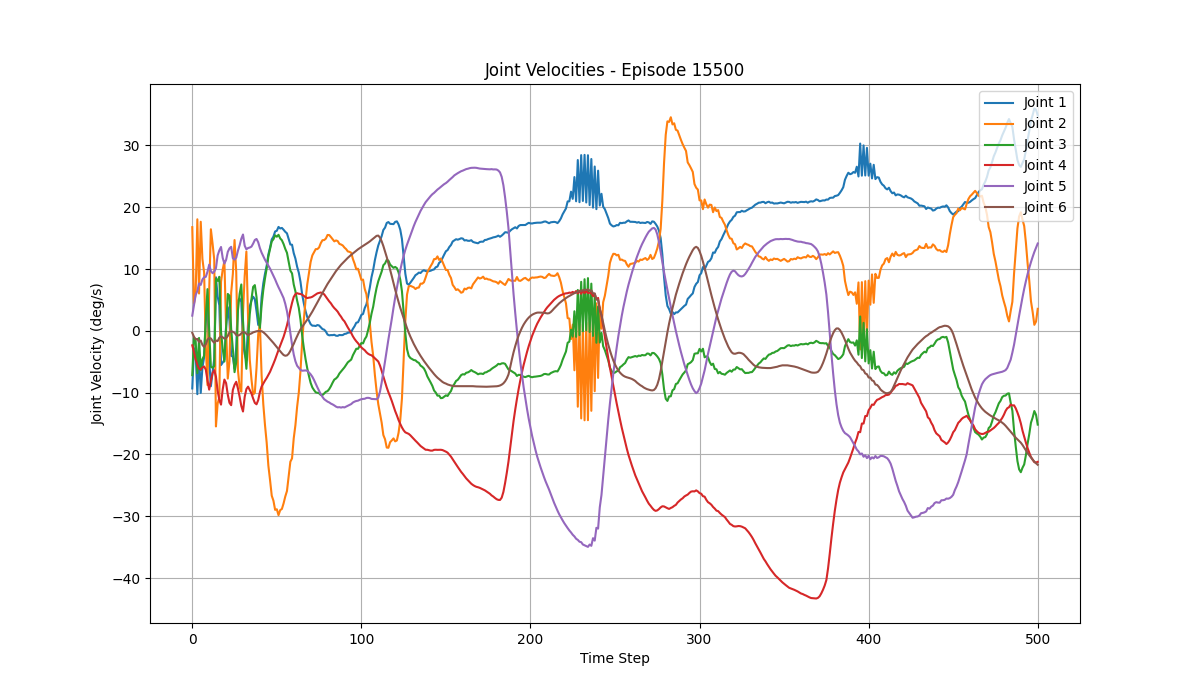 Joint Velocities - Episode 15500
Joint Velocity (deg/s)
30
20
10
0
−10
−20
−30
−40
Joint 1
Joint 2
Joint 3
Joint 4
Joint 5
Joint 6
0 100 200 300 400 500
Time Step